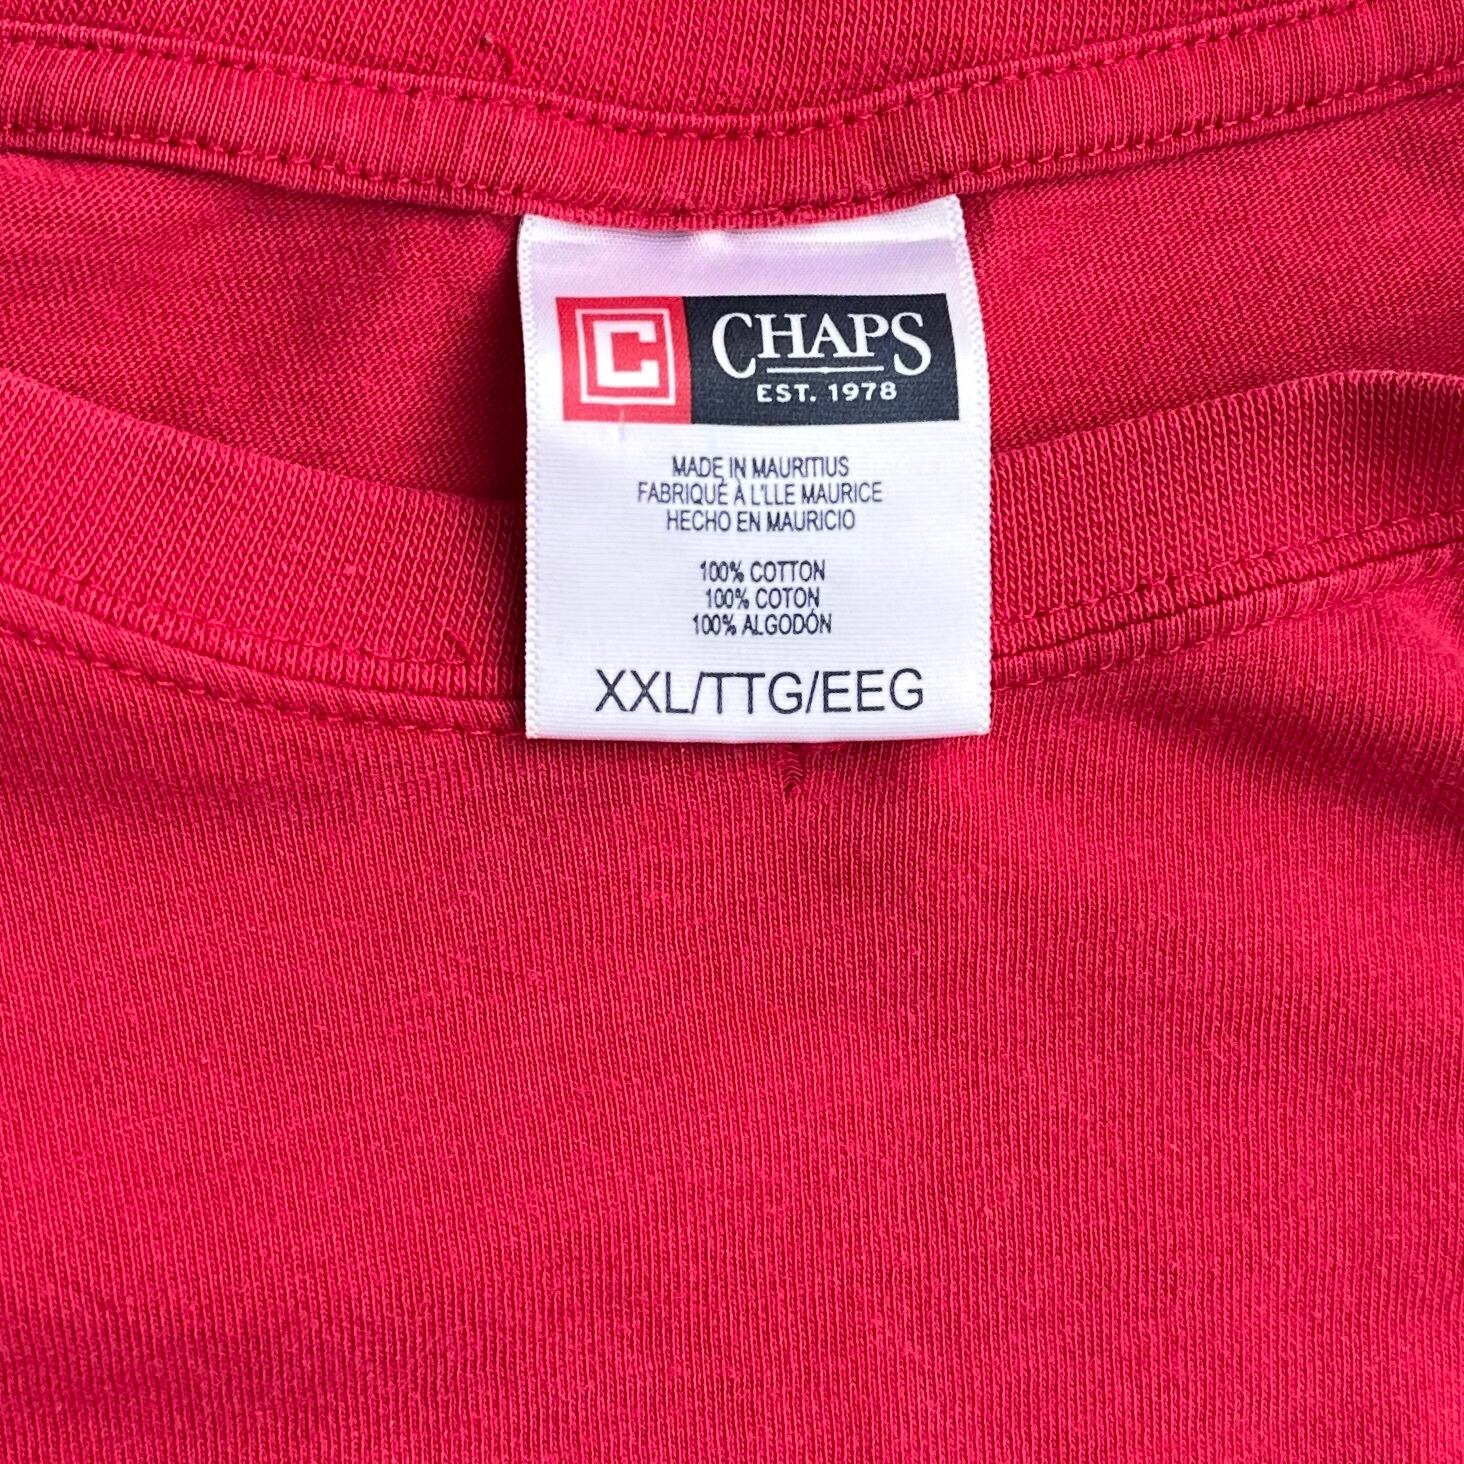 C CHAPS
EST. 1978
MADE IN MAURITIUS
FABRIQUÉ À L'LLE MAURICE
HECHO EN MAURICIO
100% COTTON
100% COTON
100% ALGODÓN
XXL/TTG/EEG